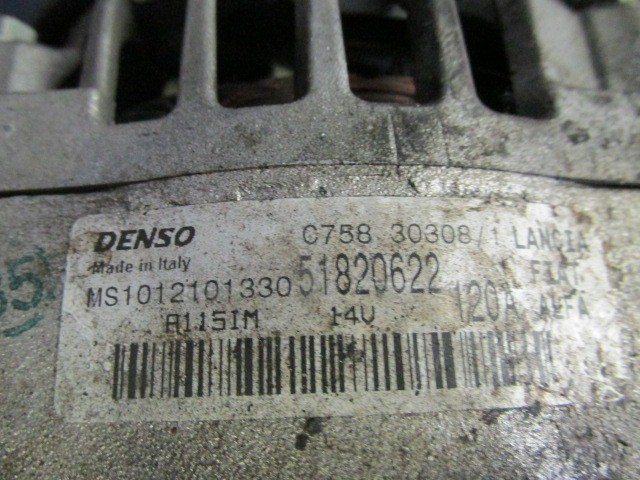 DENSO C758 30308/1 LANCIA
Made in Italy FIAT
MS1012101330 51820622 120A ALFA
A115IM 14V